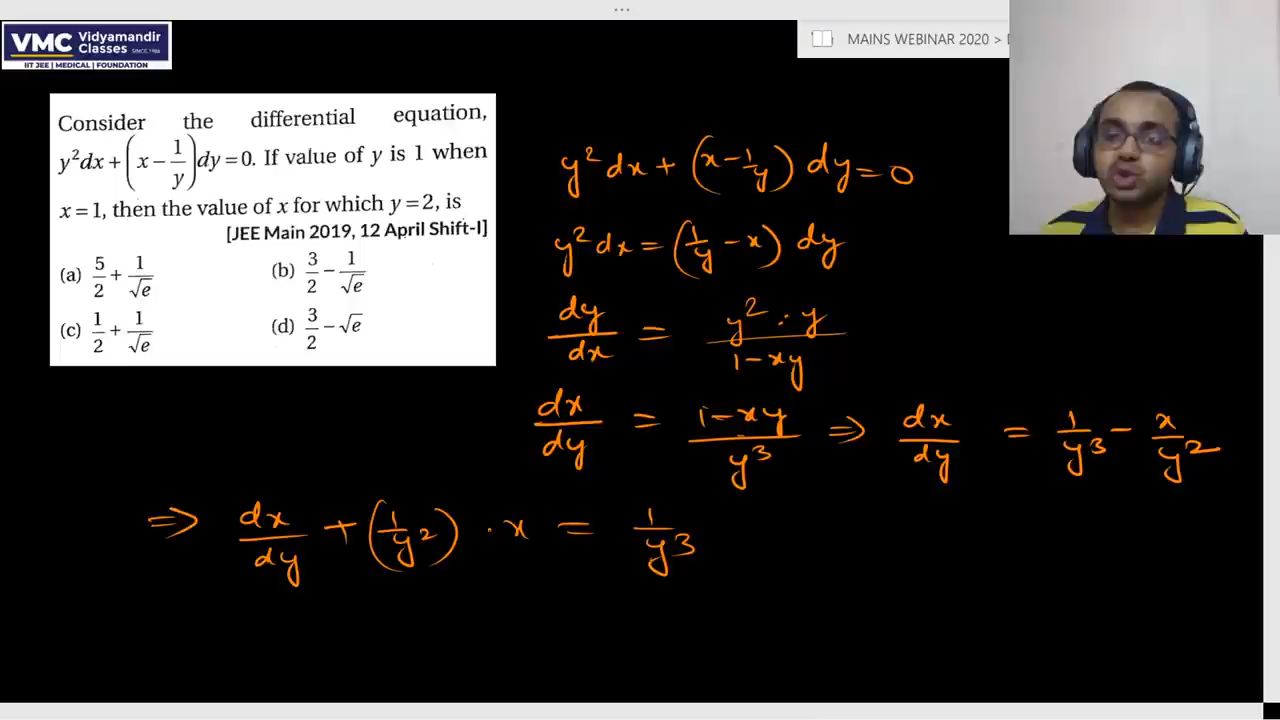 ...
VMC Vidyamandir Classes SINCE 1986
IIT JEE | MEDICAL | FOUNDATION
MAINS WEBINAR 2020 >
Consider the differential equation,
y²dx + (x − 1/y)dy = 0. If value of y is 1 when
x = 1, then the value of x for which y = 2, is
[JEE Main 2019, 12 April Shift-I]
(a) 5/2 + 1/√e (b) 3/2 − 1/√e
(c) 1/2 + 1/√e (d) 3/2 − √e
y² dx + (x − 1/y) dy = 0
y² dx = (1/y − x) dy
dy/dx = y² · y / 1 − xy
dx/dy = 1 − xy / y³ ⇒ dx/dy = 1/y³ − x/y²
⇒ dx/dy + (1/y²) · x = 1/y³